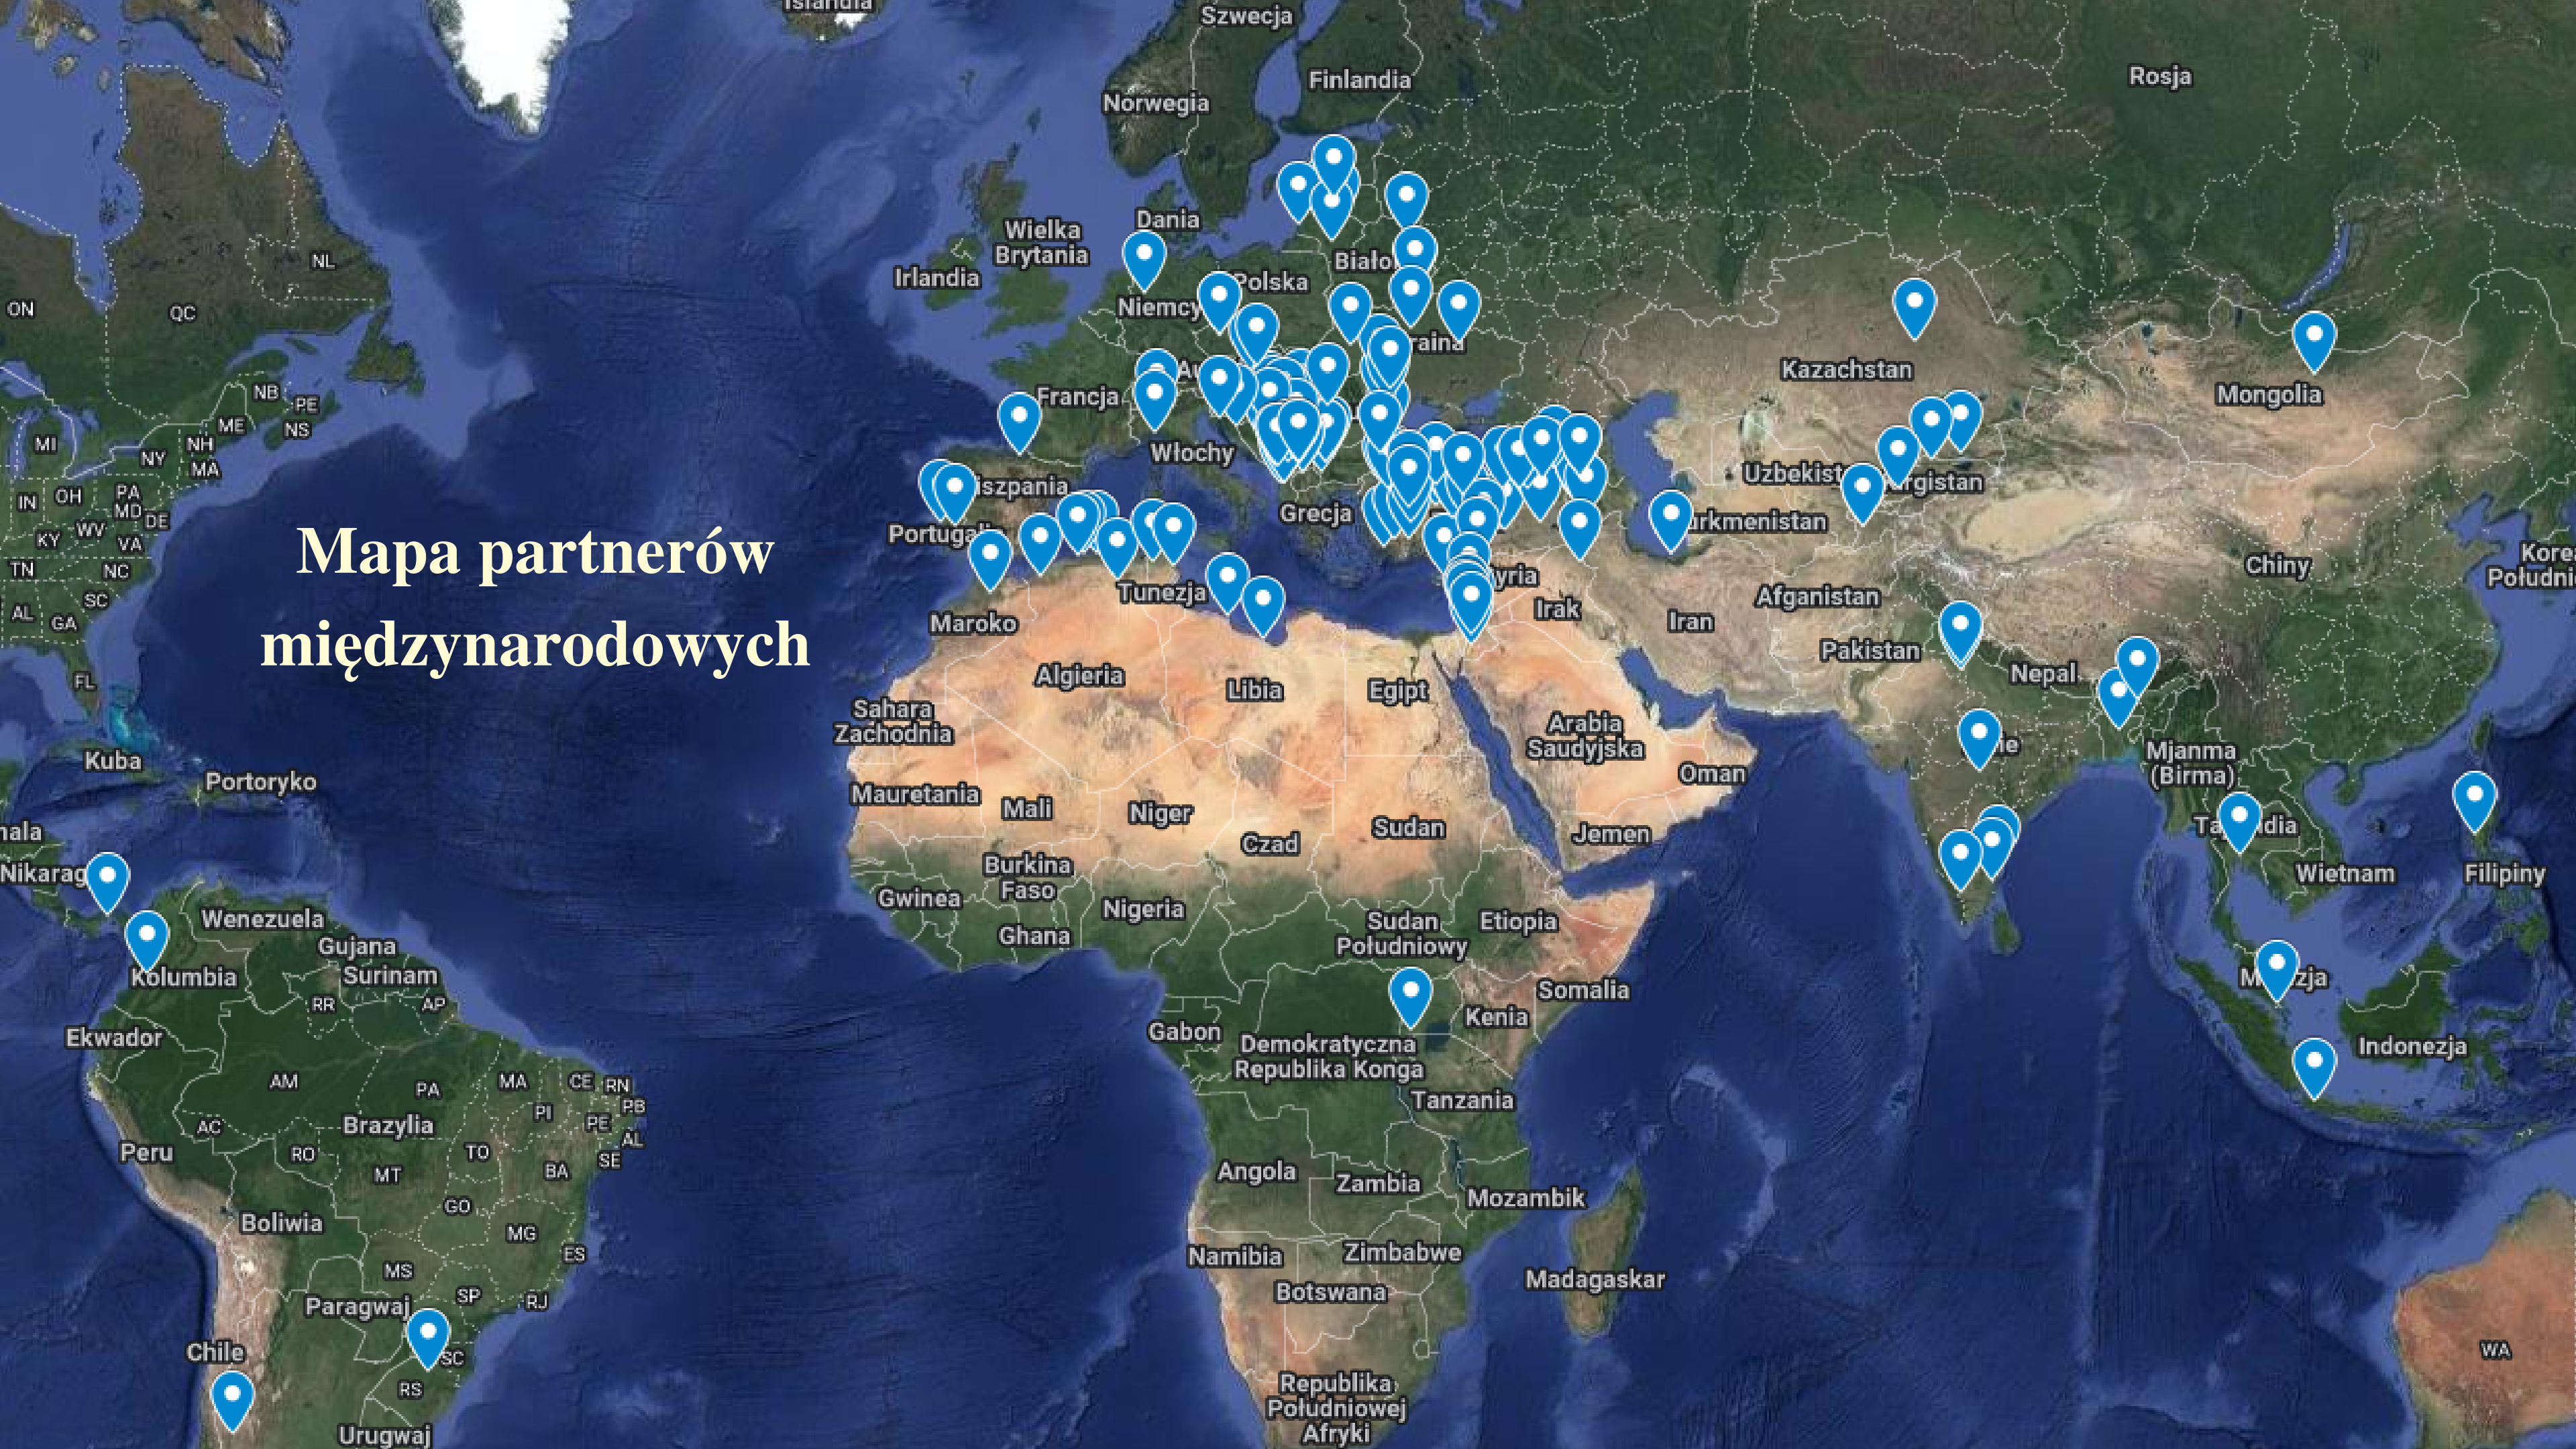 Islandia
Szwecja
Finlandia
Norwegia
Rosja
Dania
Wielka
Brytania
Irlandia
Polska
Niemcy
Francja
Włochy
Grecja
Kazachstan
Mongolia
Chiny
Afganistan
Iran
Irak
Pakistan
Nepal
Maroko
Tunezja
Algieria
Libia
Egipt
Sahara
Zachodnia
Arabia
Saudyjska
Oman
Jemen
Mauretania
Mali
Niger
Czad
Sudan
Burkina
Faso
Gwinea
Ghana
Nigeria
Sudan
Południowy
Etiopia
Somalia
Kenia
Gabon
Demokratyczna
Republika Konga
Tanzania
Angola
Zambia
Mozambik
Namibia
Zimbabwe
Botswana
Madagaskar
Republika
Południowej
Afryki
Mjanma
(Birma)
Wietnam
Filipiny
Indonezja
WA
Mapa partnerów
międzynarodowych
NL
ON
QC
NB
PE
NS
ME
MI
NH
NY
MA
IN
OH
PA
MD
DE
WV
KY
VA
TN
NC
SC
AL
GA
FL
Kuba
Portoryko
Wenezuela
Gujana
Surinam
Kolumbia
Ekwador
RR
AP
AM
PA
MA
CE
RN
PB
PI
PE
AL
SE
AC
Brazylia
Peru
RO
MT
TO
BA
GO
MG
ES
Boliwia
MS
SP
RJ
Paragwaj
SC
RS
Chile
Urugwaj